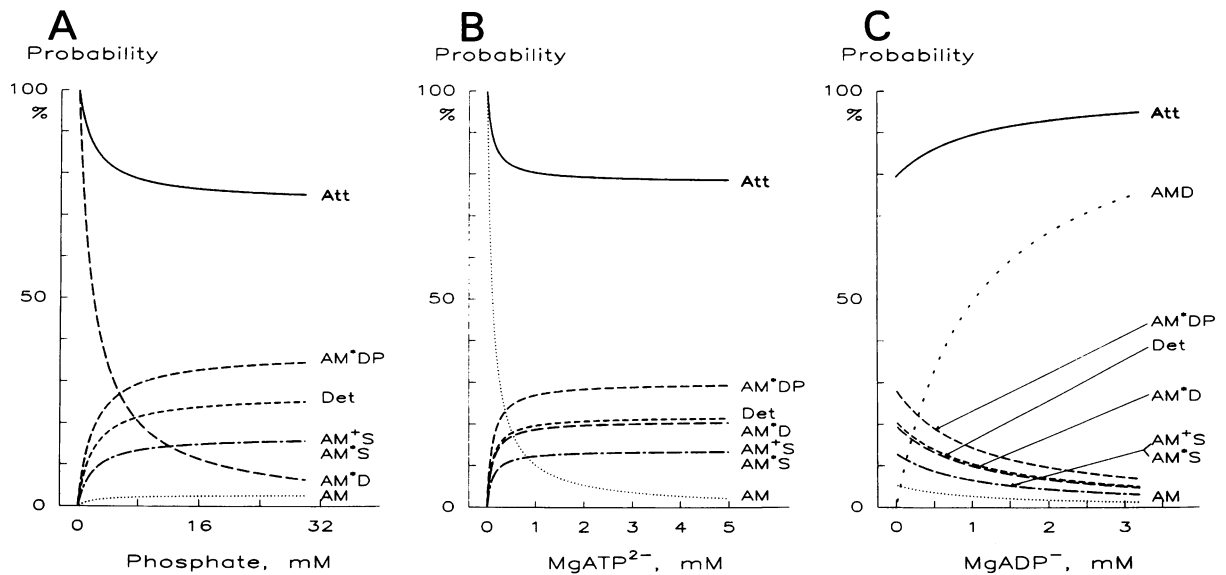 A
Probability
100
%
50
0
Att
AM*DP
Det
AM+S
AM*S
AM*D
AM
0
16
32
Phosphate, mM
B
Probability
100
%
50
0
Att
AM*DP
Det
AM*D
AM+S
AM*S
AM
0
1
2
3
4
5
MgATP²⁻, mM
C
Probability
100
%
50
0
Att
AMD
AM*DP
Det
AM*D
AM+S
AM*S
AM
0
1
2
3
MgADP⁻, mM